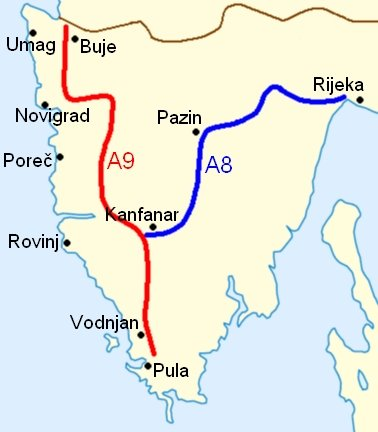 Umag
Buje
Rijeka
Novigrad
Pazin
Poreč
A9
A8
Kanfanar
Rovinj
Vodnjan
Pula